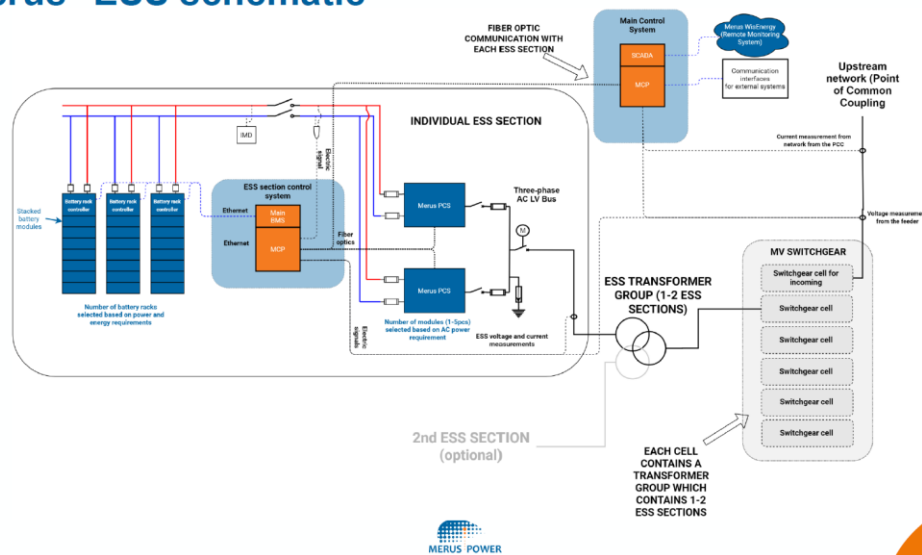 ESS schematic
FIBER OPTIC
COMMUNICATION WITH
EACH ESS SECTION
Main Control
System
SCADA
MCP
Merus WizEnergy
(Remote Monitoring
System)
Communication
interfaces
for external systems
Upstream
network (Point
of Common
Coupling
Current measurement from
network from the PCC
Voltage measureme
from the feeder
INDIVIDUAL ESS SECTION
IMD
Electric
signal
Battery rack
controller
Battery rack
controller
Battery rack
controller
Stacked
battery
modules
Number of battery racks
selected based on power and
energy requirements
ESS section control
system
Ethernet
Main
BMS
Ethernet
MCP
Fiber
optics
Electric
signals
Merus PCS
Merus PCS
Number of modules (1-5pcs)
selected based on AC power
requirement
Three-phase
AC LV Bus
M
ESS voltage and current
measurements
ESS TRANSFORMER
GROUP (1-2 ESS
SECTIONS)
2nd ESS SECTION
(optional)
MV SWITCHGEAR
Switchgear cell for
incoming
Switchgear cell
Switchgear cell
Switchgear cell
Switchgear cell
Switchgear cell
EACH CELL
CONTAINS A
TRANSFORMER
GROUP WHICH
CONTAINS 1-2
ESS SECTIONS
MERUS POWER